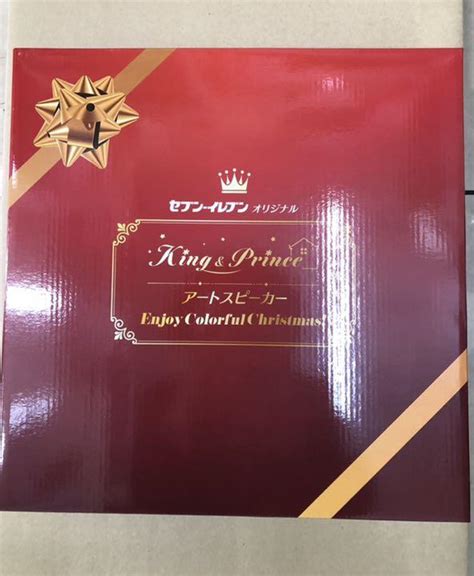 セブン-イレブン オリジナル
King & Prince
アートスピーカー
Enjoy Colorful Christmas!